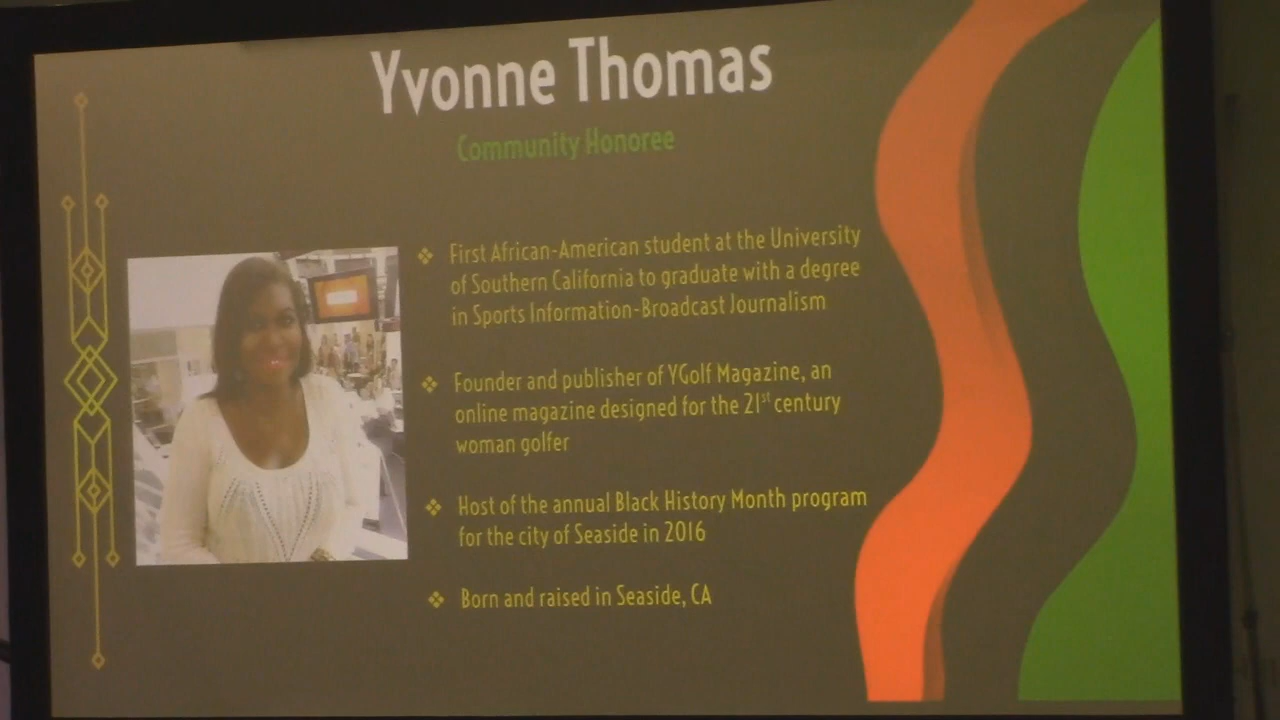 Yvonne Thomas
Community Honoree
First African-American student at the University
of Southern California to graduate with a degree
in Sports Information-Broadcast Journalism
Founder and publisher of YGolf Magazine, an
online magazine designed for the 21st century
woman golfer
Host of the annual Black History Month program
for the city of Seaside in 2016
Born and raised in Seaside, CA